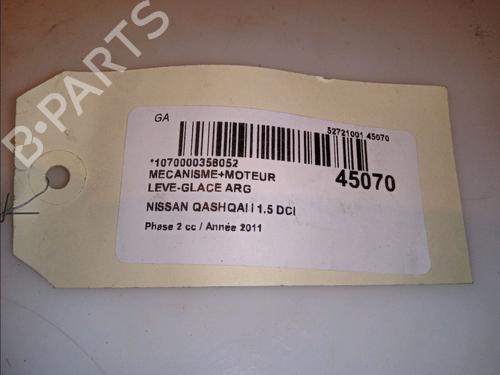 B-PARTS
GA
52721001 45070
*1070000358052
MECANISME+MOTEUR
LEVE-GLACE ARG
45070
NISSAN QASHQAI I 1.5 DCI
Phase 2 cc / Année 2011